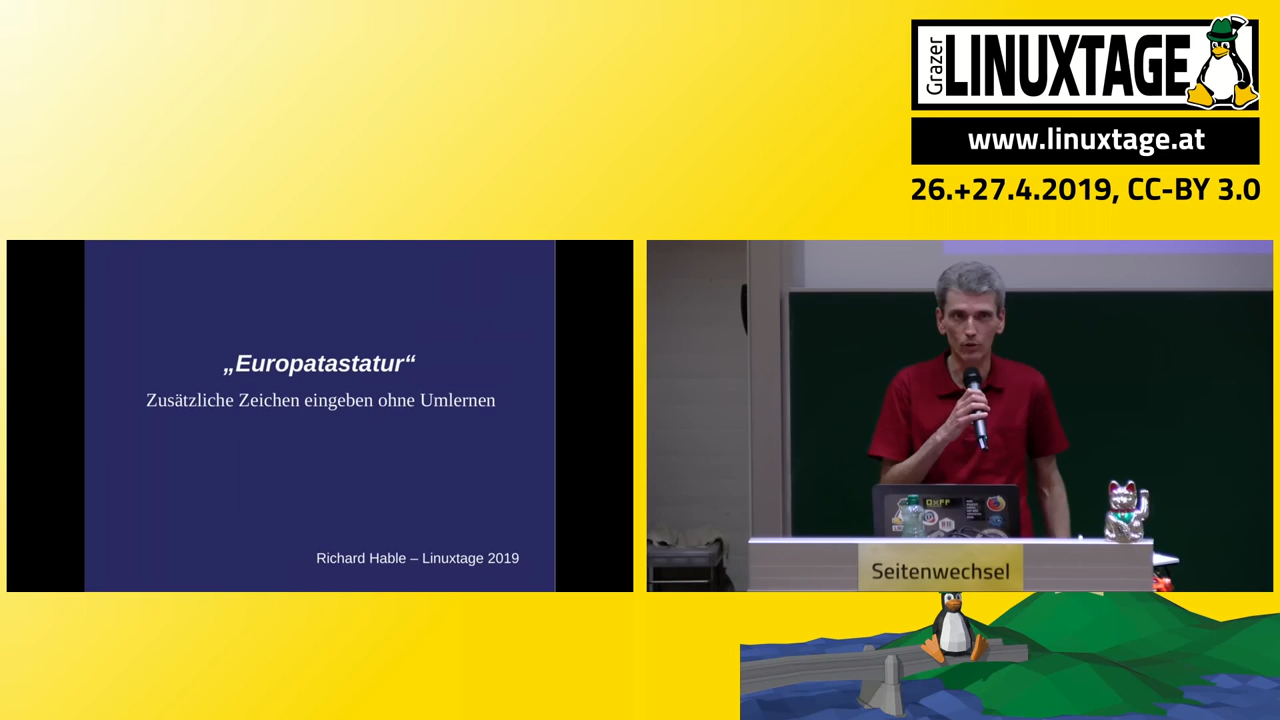 Grazer LINUXTAGE
www.linuxtage.at
26.+27.4.2019, CC-BY 3.0
„Europatastatur“
Zusätzliche Zeichen eingeben ohne Umlernen
Richard Hable – Linuxtage 2019
Seitenwechsel